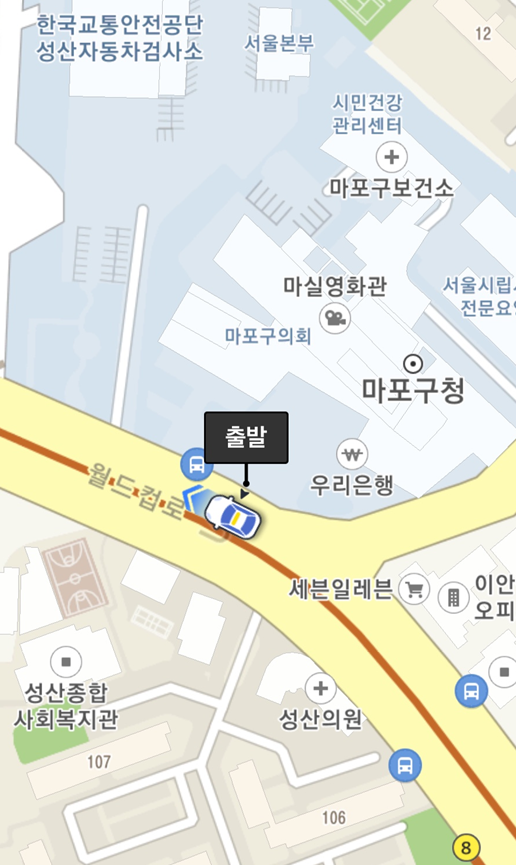 한국교통안전공단
성산자동차검사소
서울본부
12
시민건강
관리센터
마포구보건소
마실영화관
서울시립
전문요
마포구의회
마포구청
출발
우리은행
월드컵로
세븐일레븐
이안
오피
성산종합
사회복지관
성산의원
107
106
8